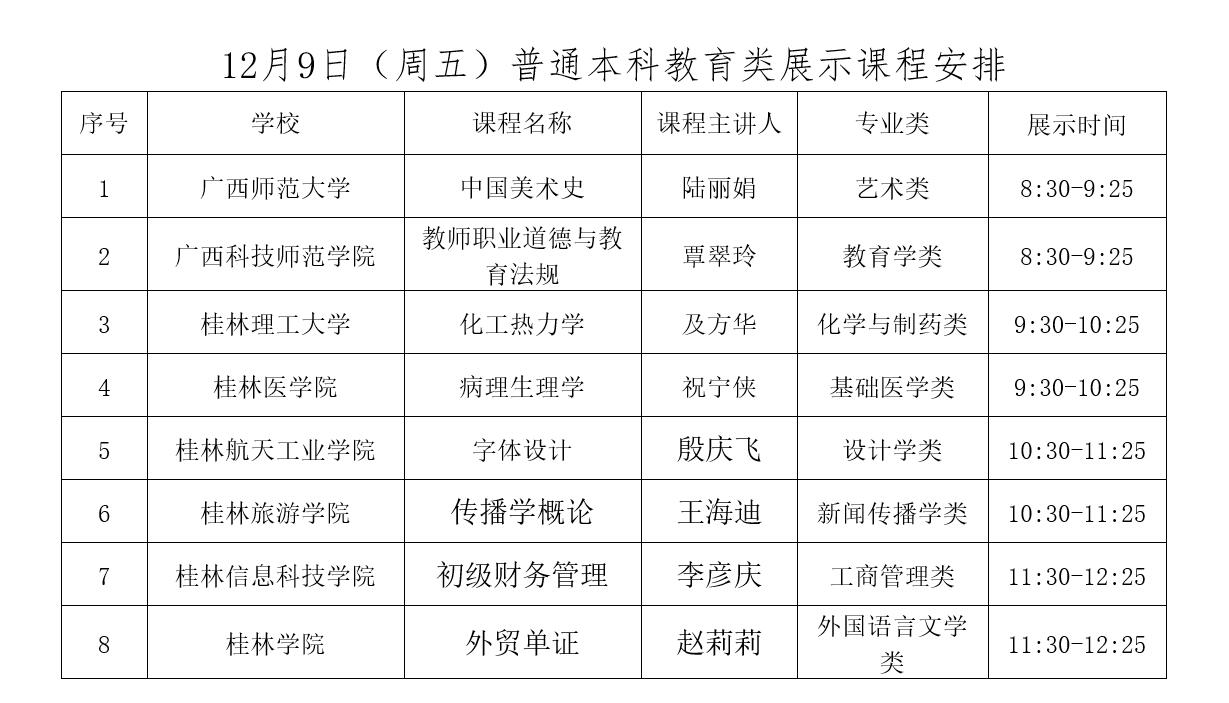 12月9日（周五）普通本科教育类展示课程安排
序号 学校 课程名称 课程主讲人 专业类 展示时间
1 广西师范大学 中国美术史 陆丽娟 艺术类 8:30-9:25
2 广西科技师范学院 教师职业道德与教育法规 覃翠玲 教育学类 8:30-9:25
3 桂林理工大学 化工热力学 及方华 化学与制药类 9:30-10:25
4 桂林医学院 病理生理学 祝宁侠 基础医学类 9:30-10:25
5 桂林航天工业学院 字体设计 殷庆飞 设计学类 10:30-11:25
6 桂林旅游学院 传播学概论 王海迪 新闻传播学类 10:30-11:25
7 桂林信息科技学院 初级财务管理 李彦庆 工商管理类 11:30-12:25
8 桂林学院 外贸单证 赵莉莉 外国语言文学类 11:30-12:25